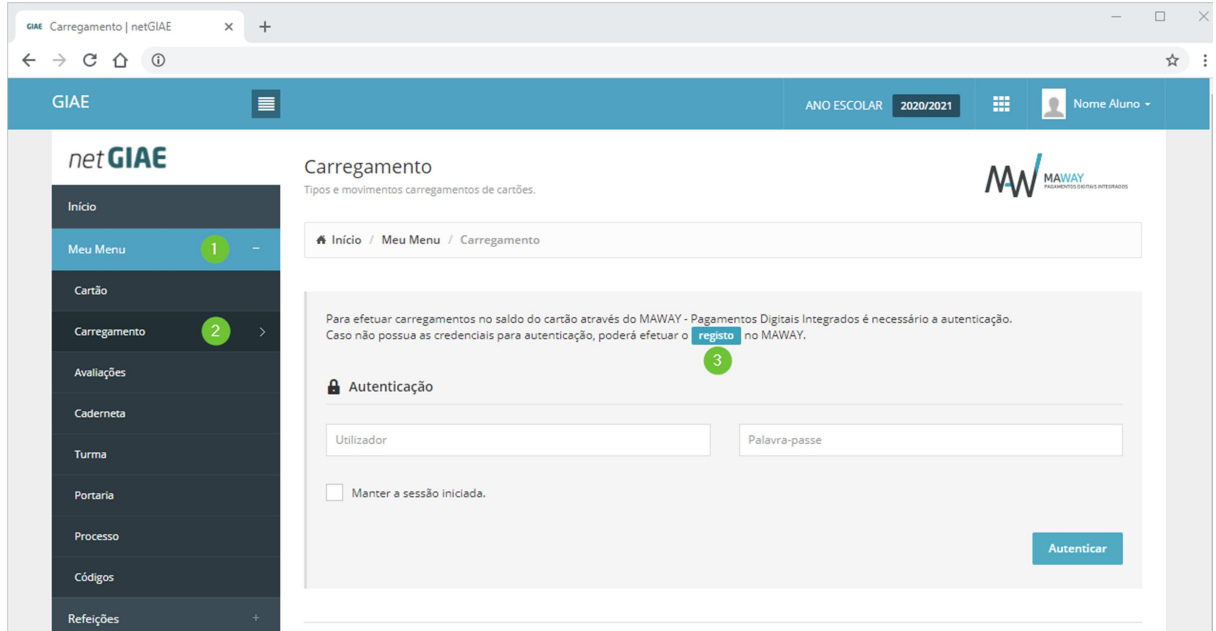 GIAE Carregamento | netGIAE
GIAE
ANO ESCOLAR 2020/2021
Nome Aluno
netGIAE
Início
Meu Menu 1
Cartão
Carregamento 2
Avaliações
Caderneta
Turma
Portaria
Processo
Códigos
Refeições
Carregamento
Tipos e movimentos carregamentos de cartões.
MAWAY
PAGAMENTOS DIGITAIS INTEGRADOS
Início / Meu Menu / Carregamento
Para efetuar carregamentos no saldo do cartão através do MAWAY - Pagamentos Digitais Integrados é necessário a autenticação.
Caso não possua as credenciais para autenticação, poderá efetuar o registo no MAWAY.
3
Autenticação
Utilizador
Palavra-passe
Manter a sessão iniciada.
Autenticar